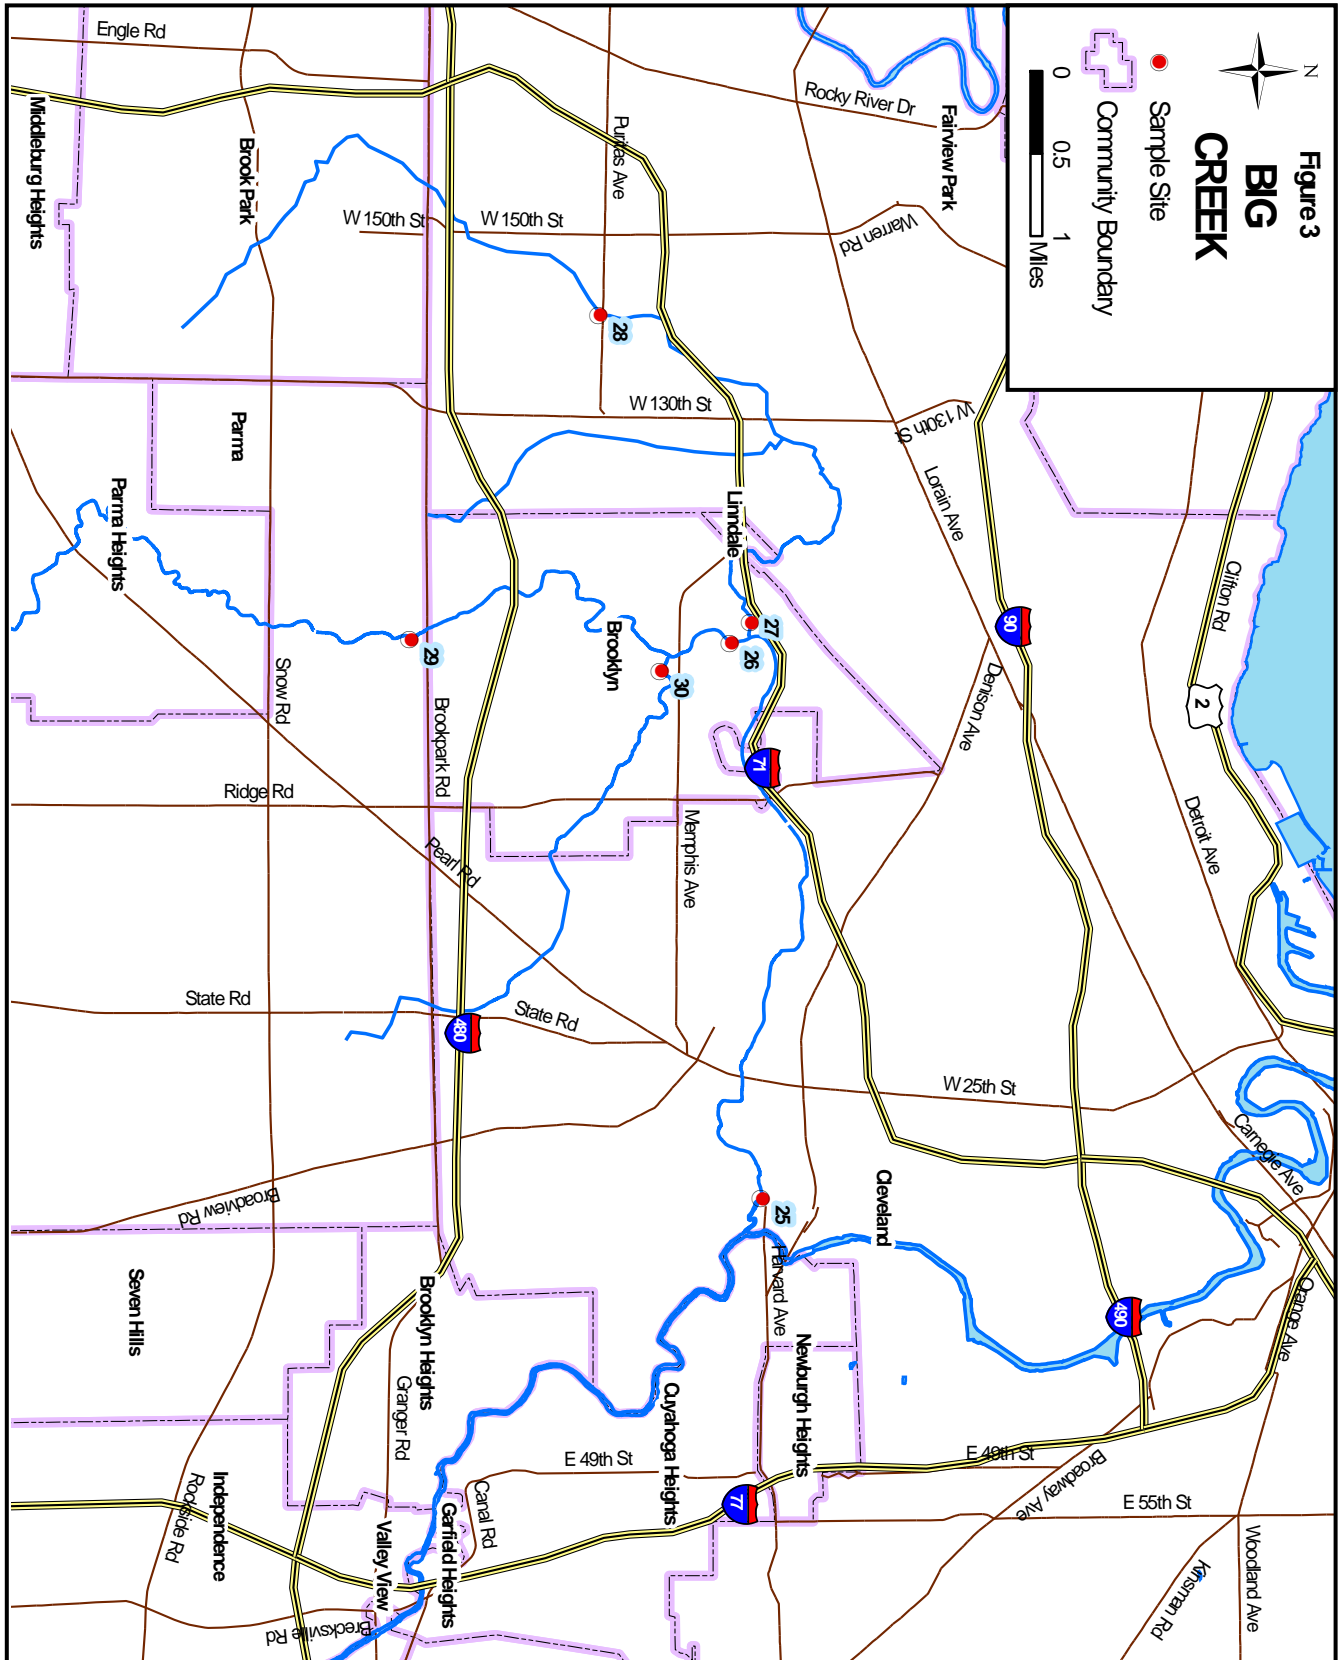 Figure 3
BIG
CREEK
N
Sample Site
Community Boundary
0 0.5 1
Miles
Engle Rd
Middleburg Heights
Brook Park
W 150th St
W 150th St
Puritas Ave
Rocky River Dr
Fairview Park
Warren Rd
28
W 130th St
W 130th St
Lorain Ave
Parma
Parma Heights
Linndale
Clifton Rd
90
2
Denison Ave
27
26
30
29
Brooklyn
Snow Rd
Brookpark Rd
Ridge Rd
Pearl Rd
Memphis Ave
71
Detroit Ave
State Rd
State Rd
480
W 25th St
Carnegie Ave
Broadview Rd
25
Cleveland
Harvard Ave
Seven Hills
Brooklyn Heights
Granger Rd
490
Orange Ave
Newburgh Heights
Cuyahoga Heights
E 49th St
E 49th St
Broadway Ave
E 55th St
77
Canal Rd
Garfield Heights
Valley View
Independence
Rockside Rd
Brecksville Rd
Woodland Ave
Kinsman Rd